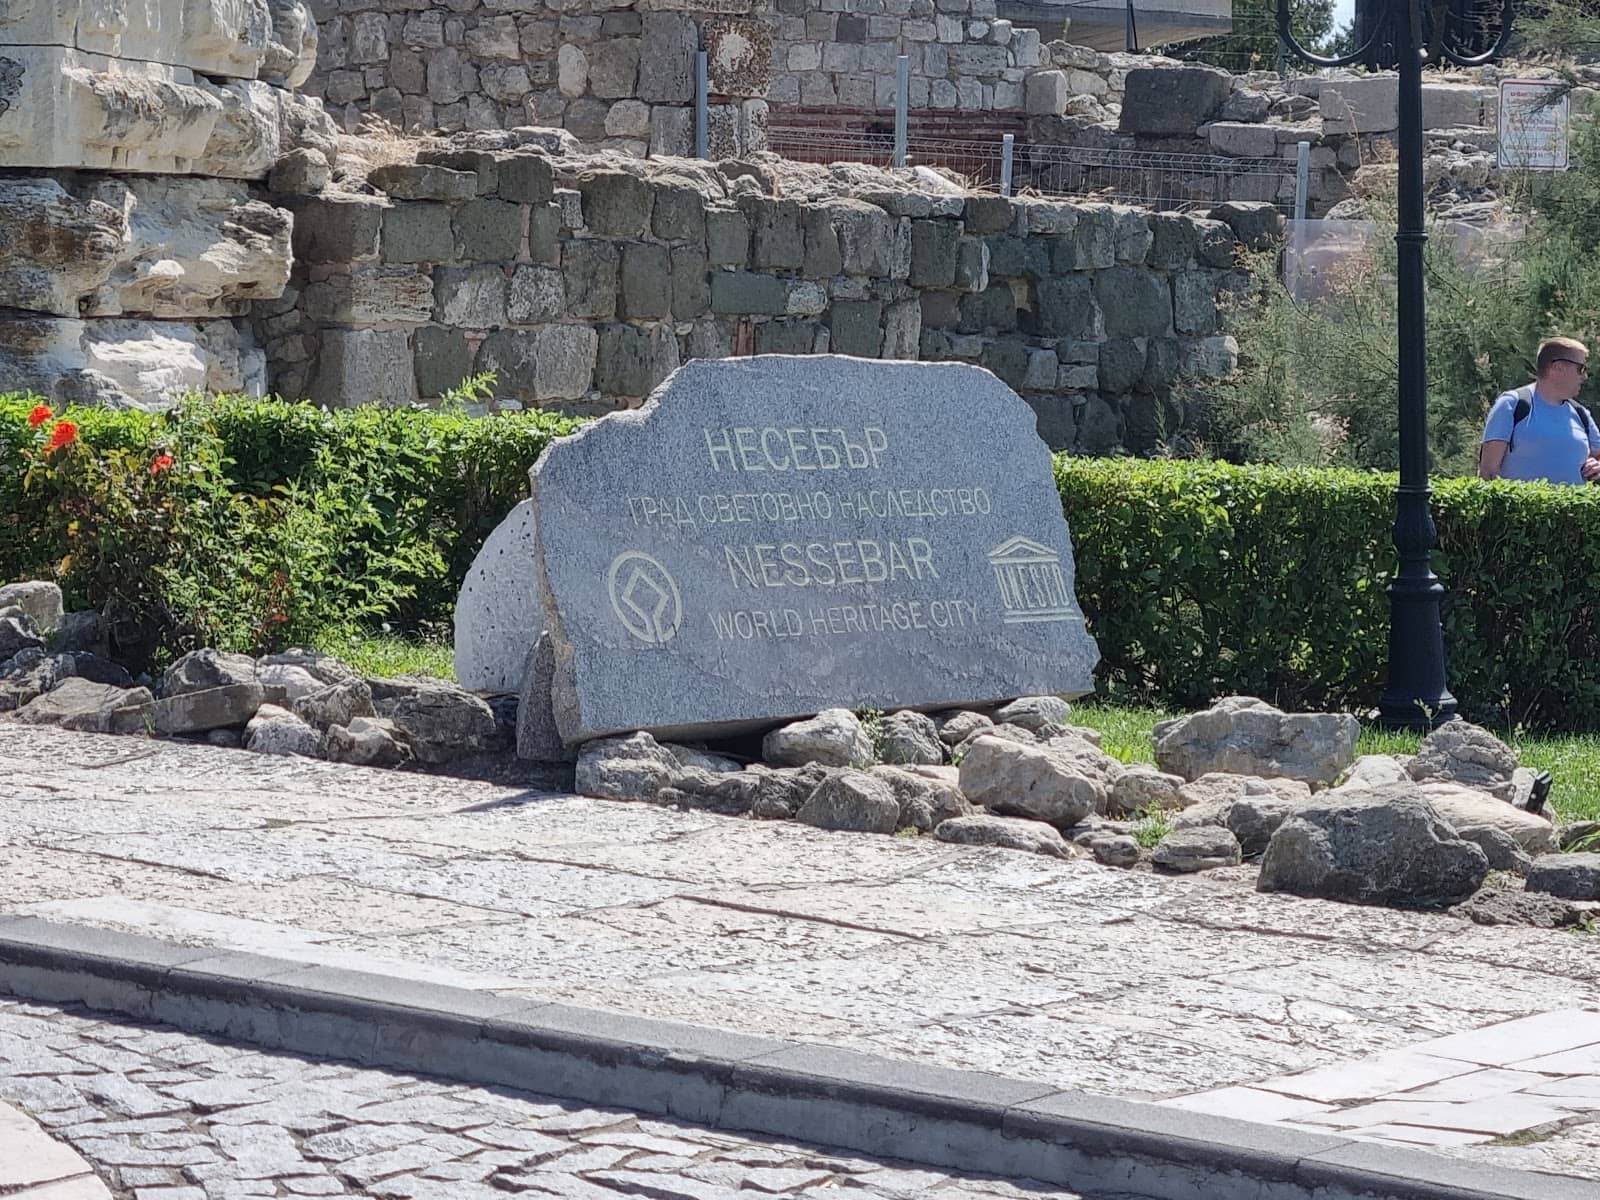 НЕСЕБЪР
ГРАД СВЕТОВНО НАСЛЕДСТВО
NESSEBAR
WORLD HERITAGE CITY
UNESCO